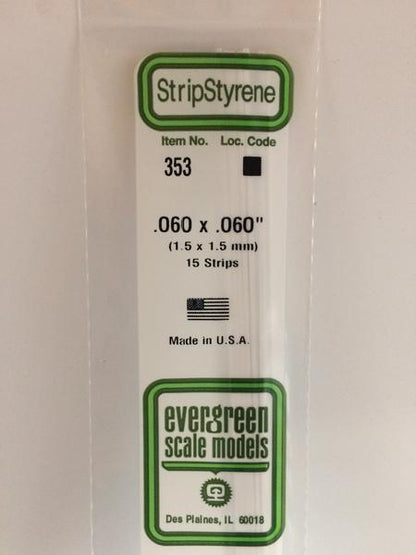 StripStyrene
Item No. Loc. Code
353
.060 x .060"
(1.5 x 1.5 mm)
15 Strips
Made in U.S.A.
evergreen
scale models
Des Plaines, IL 60018